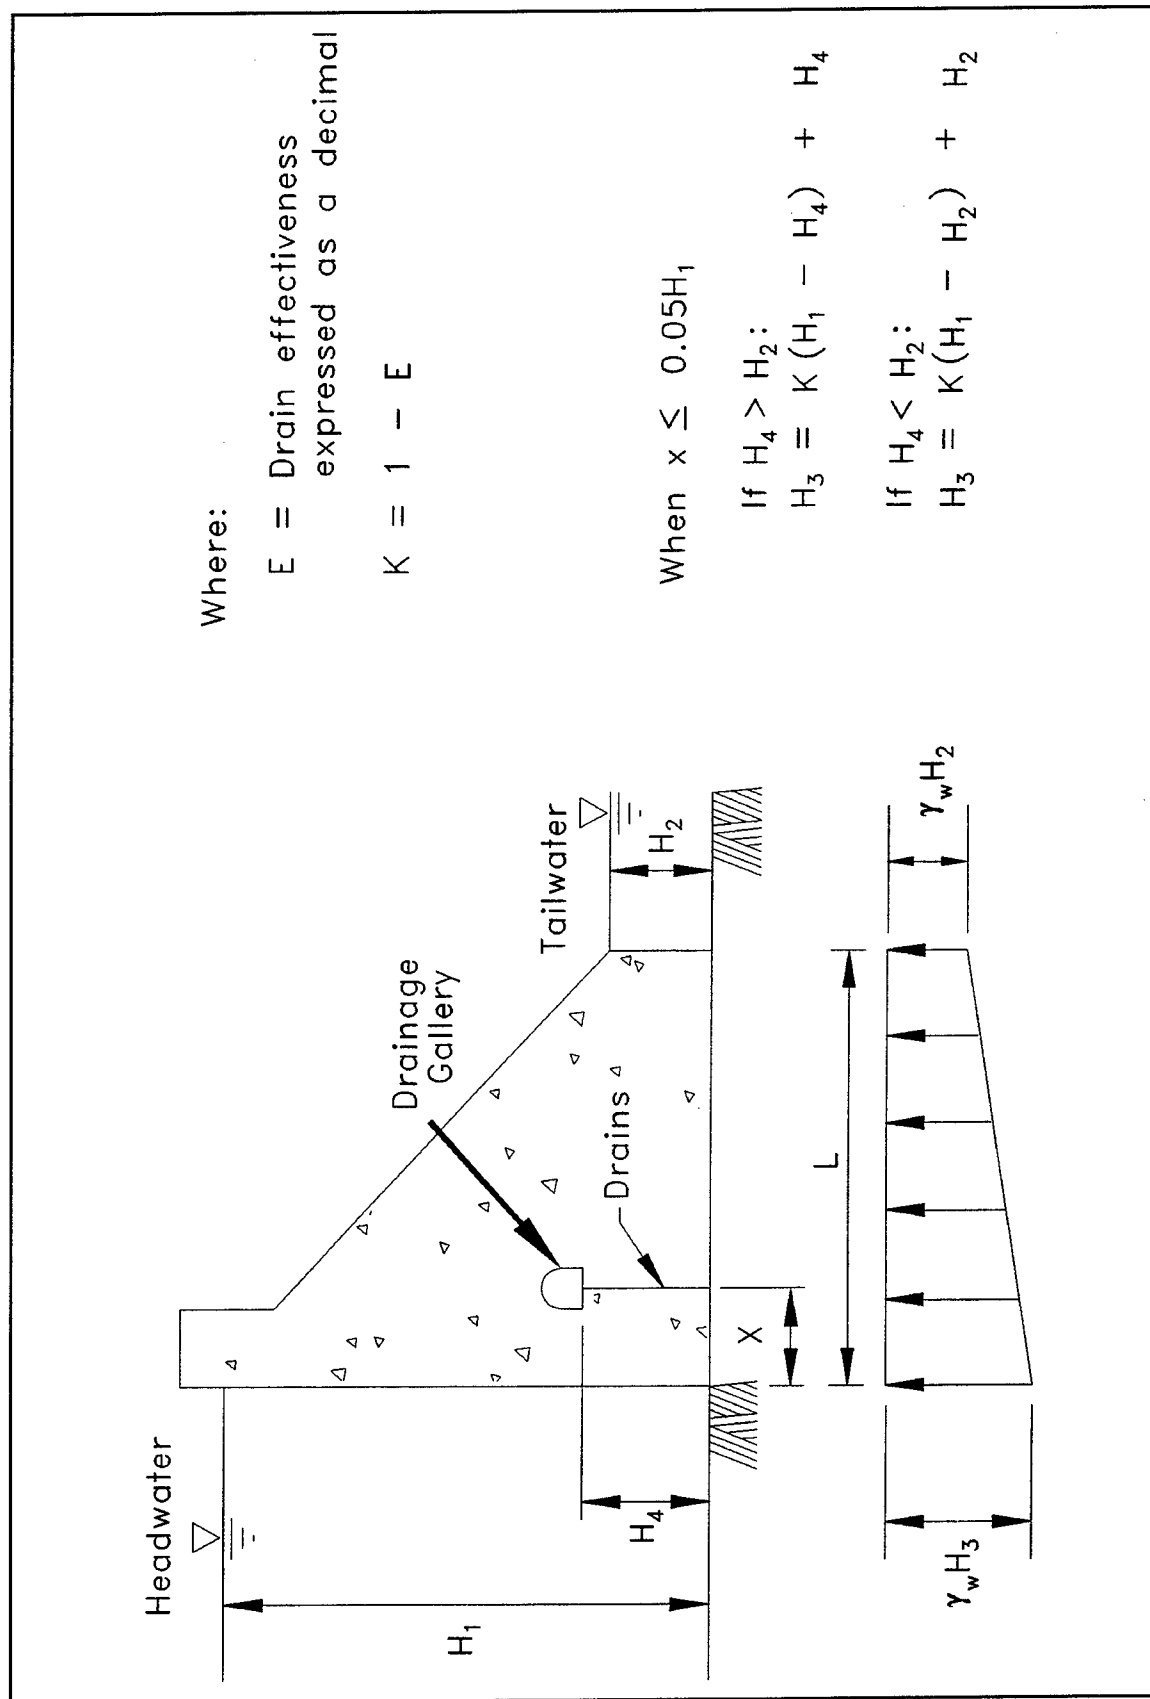 Headwater
H1
H4
Drainage
Gallery
Drains
Tailwater
H2
X
L
γwH3
γwH2
Where:
E = Drain effectiveness
expressed as a decimal
K = 1 − E
When x ≤ 0.05H1
If H4 > H2:
H3 = K(H1 − H4) + H4
If H4 < H2:
H3 = K(H1 − H2) + H2